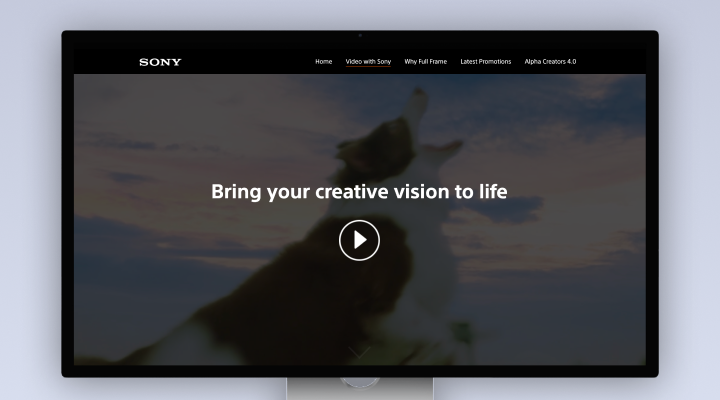 SONY
Home Video with Sony Why Full Frame Latest Promotions Alpha Creators 4.0
Bring your creative vision to life